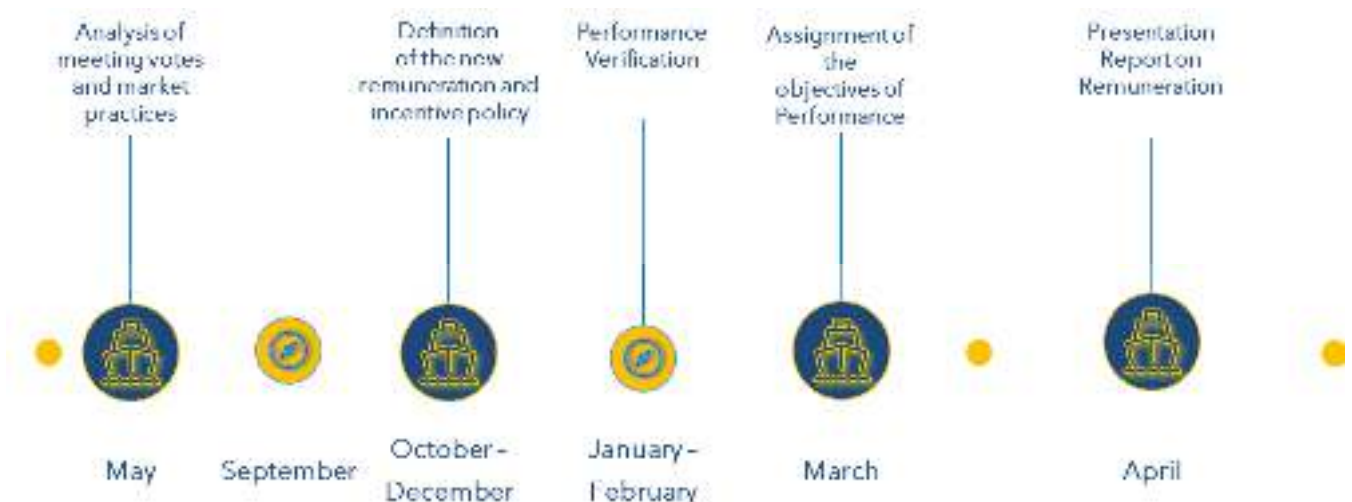 Analysis of
meeting votes
and market
practices
Definition
of the new
remuneration and
incentive policy
Performance
Verification
Assignment of
the
objectives of
Performance
Presentation
Report on
Remuneration
May
September
October -
December
January -
February
March
April